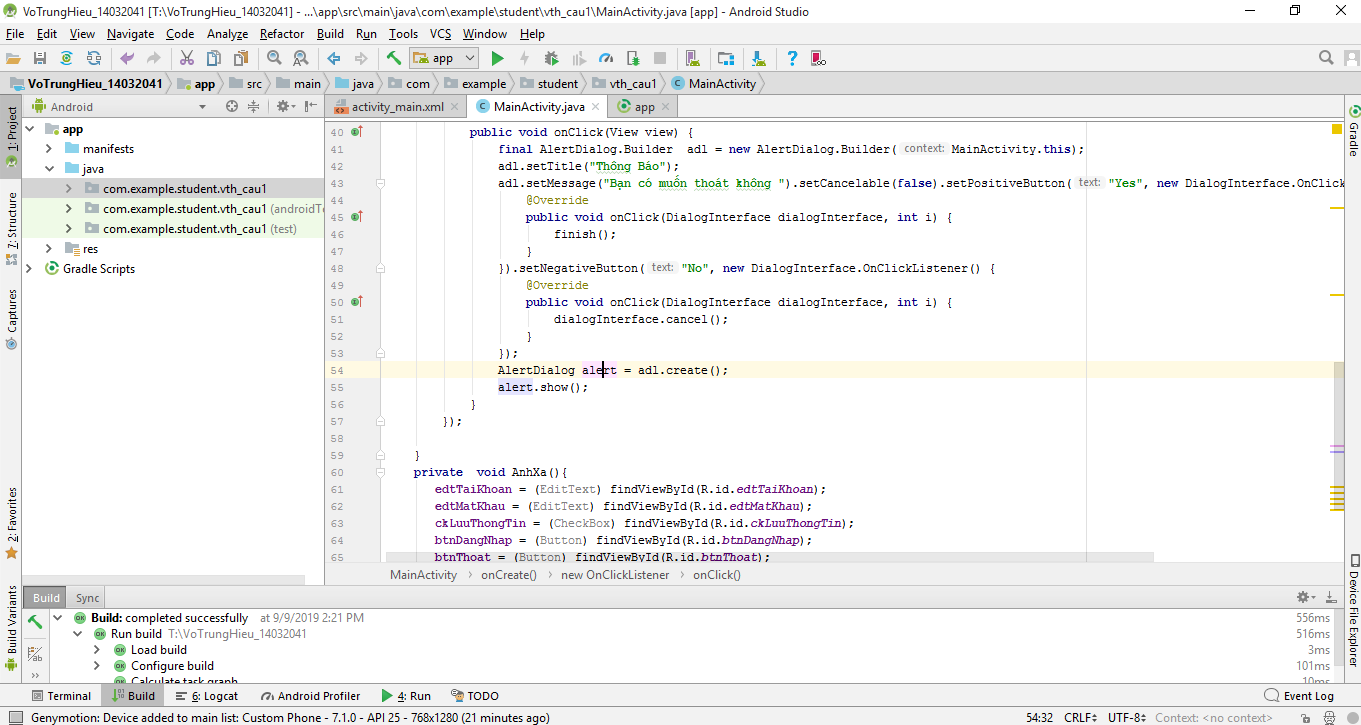 VoTrungHieu_14032041 [T:\VoTrungHieu_14032041] - ...\app\src\main\java\com\example\student\vth_cau1\MainActivity.java [app] - Android Studio
File Edit View Navigate Code Analyze Refactor Build Run Tools VCS Window Help
app
VoTrungHieu_14032041 app src main java com example student vth_cau1 MainActivity
Android
activity_main.xml MainActivity.java app
1: Project
7: Structure
Captures
2: Favorites
Build Variants
app
manifests
java
com.example.student.vth_cau1
com.example.student.vth_cau1 (androidT
com.example.student.vth_cau1 (test)
res
Gradle Scripts
40 public void onClick(View view) {
41 final AlertDialog.Builder adl = new AlertDialog.Builder( context: MainActivity.this);
42 adl.setTitle("Thông Báo");
43 adl.setMessage("Bạn có muốn thoát không ").setCancelable(false).setPositiveButton( text: "Yes", new DialogInterface.OnClick
44 @Override
45 public void onClick(DialogInterface dialogInterface, int i) {
46 finish();
47 }
48 }).setNegativeButton( text: "No", new DialogInterface.OnClickListener() {
49 @Override
50 public void onClick(DialogInterface dialogInterface, int i) {
51 dialogInterface.cancel();
52 }
53 });
54 AlertDialog alert = adl.create();
55 alert.show();
56 }
57 });
58
59 }
60 private void AnhXa(){
61 edtTaiKhoan = (EditText) findViewById(R.id.edtTaiKhoan);
62 edtMatKhau = (EditText) findViewById(R.id.edtMatKhau);
63 ckLuuThongTin = (CheckBox) findViewById(R.id.ckLuuThongTin);
64 btnDangNhap = (Button) findViewById(R.id.btnDangNhap);
65 btnThoat = (Button) findViewById(R.id.btnThoat);
MainActivity onCreate() new OnClickListener onClick()
Gradle
Device File Explorer
Build Sync
Build: completed successfully at 9/9/2019 2:21 PM 556ms
Run build T:\VoTrungHieu_14032041 516ms
Load build 3ms
Configure build 101ms
Calculate task graph 10ms
Terminal Build 6: Logcat Android Profiler 4: Run TODO Event Log
Genymotion: Device added to main list: Custom Phone - 7.1.0 - API 25 - 768x1280 (21 minutes ago) 54:32 CRLF UTF-8 Context: <no context>